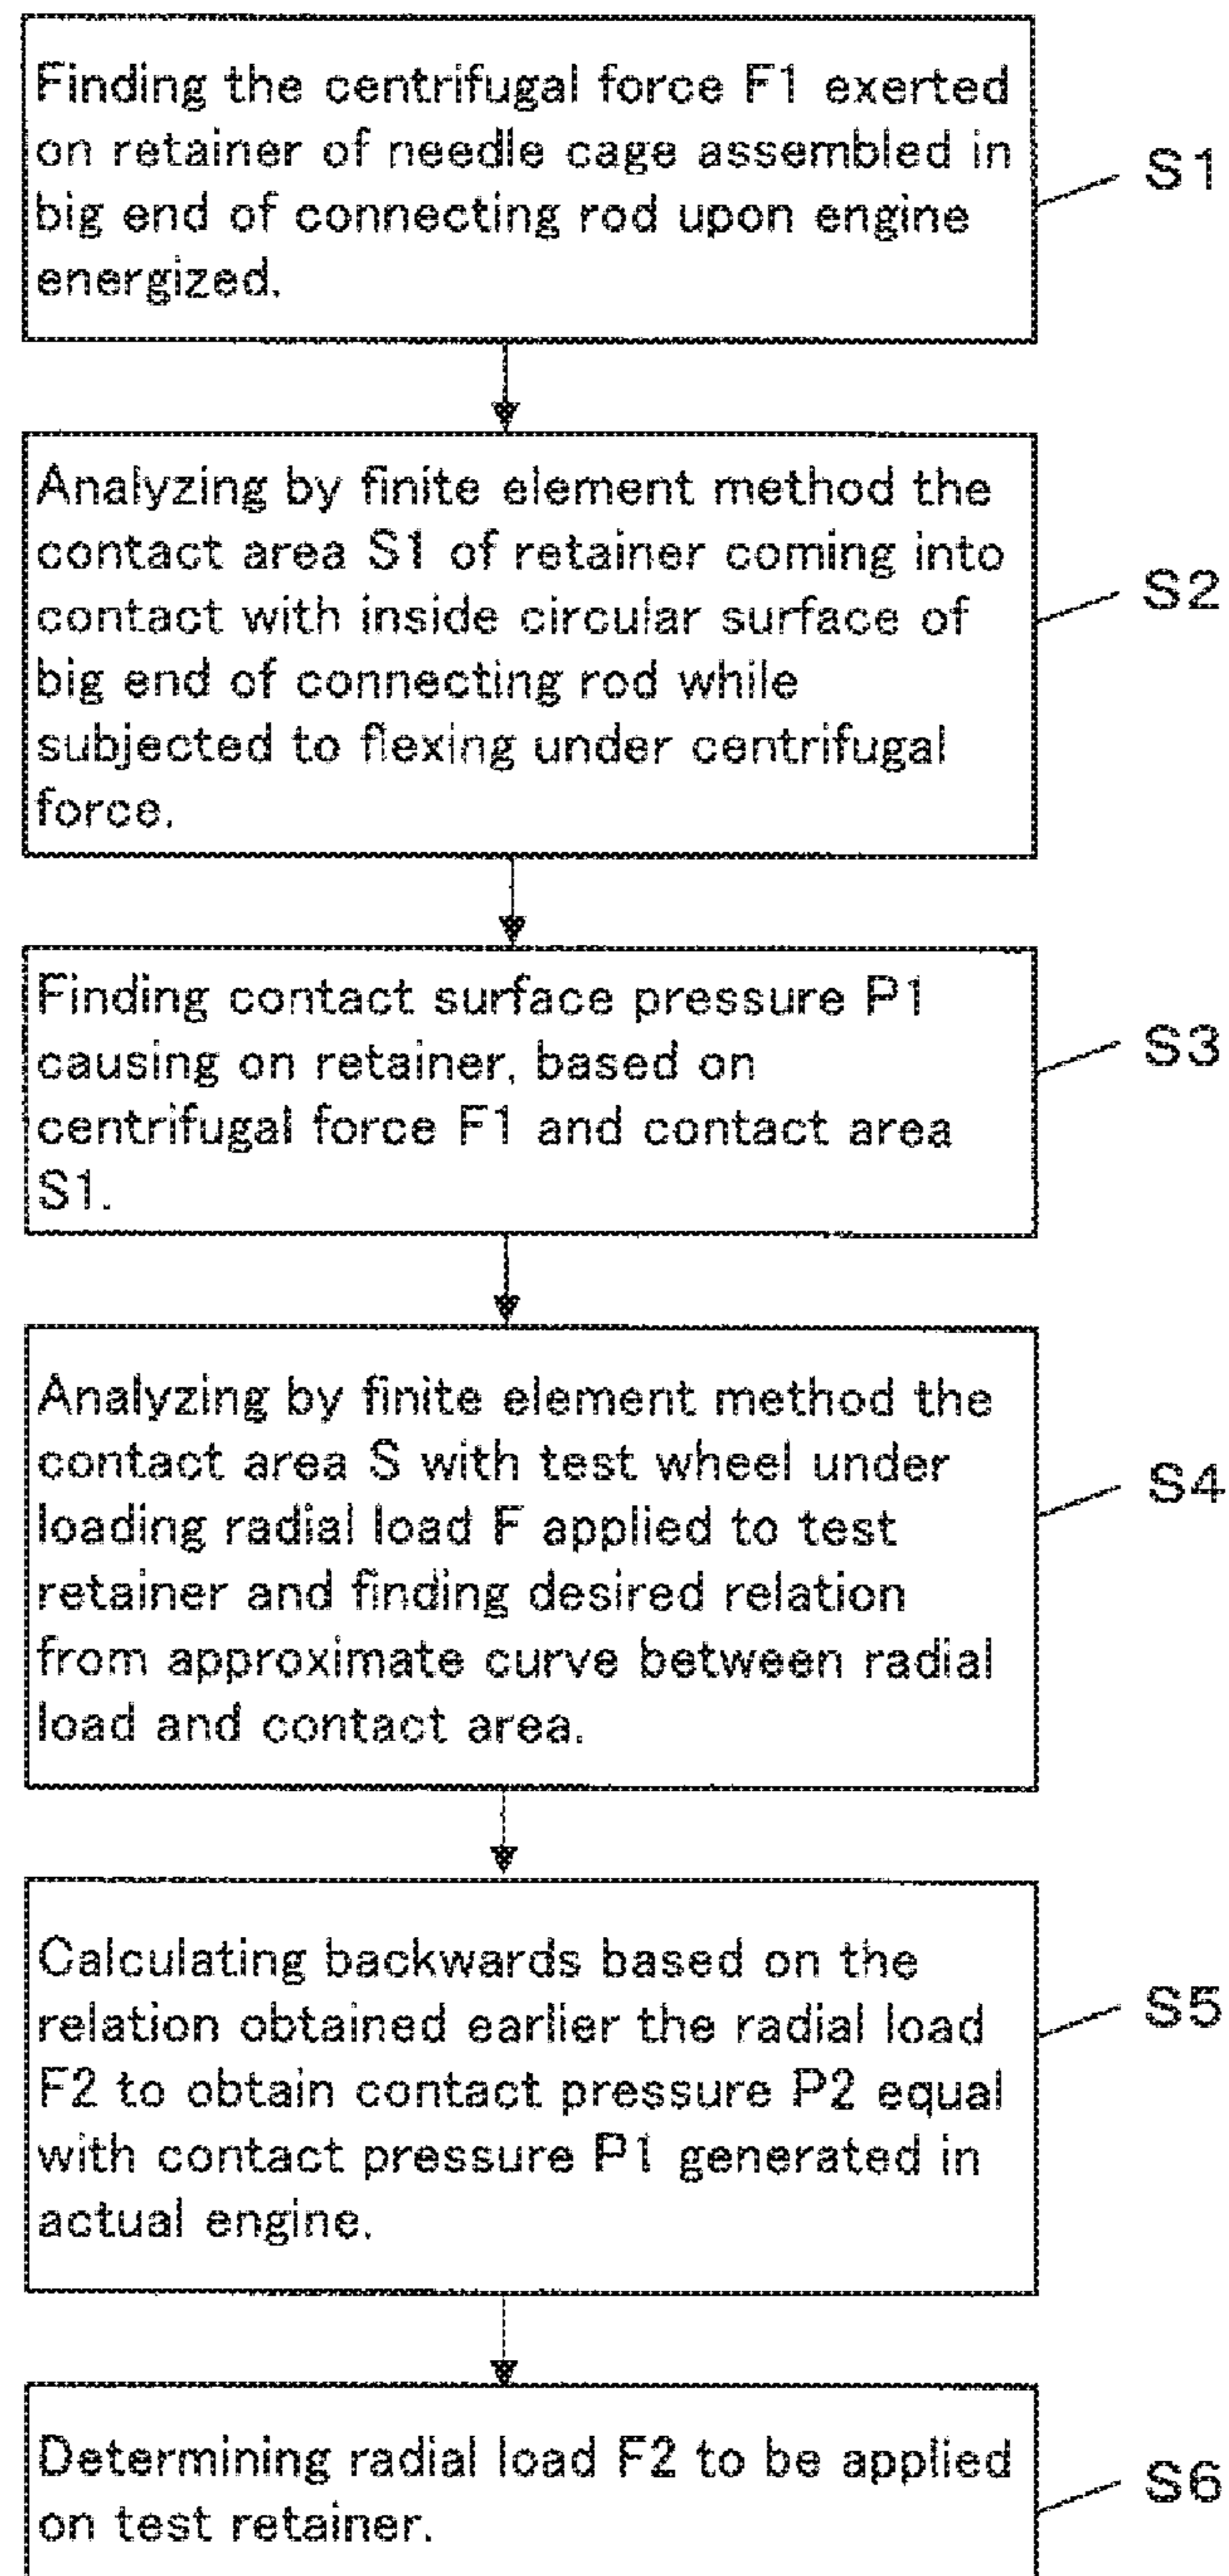 Finding the centrifugal force F1 exerted
on retainer of needle cage assembled in
big end of connecting rod upon engine
energized.
S1
Analyzing by finite element method the
contact area S1 of retainer coming into
contact with inside circular surface of
big end of connecting rod while
subjected to flexing under centrifugal
force.
S2
Finding contact surface pressure P1
causing on retainer, based on
centrifugal force F1 and contact area
S1.
S3
Analyzing by finite element method the
contact area S with test wheel under
loading radial load F applied to test
retainer and finding desired relation
from approximate curve between radial
load and contact area.
S4
Calculating backwards based on the
relation obtained earlier the radial load
F2 to obtain contact pressure P2 equal
with contact pressure P1 generated in
actual engine.
S5
Determining radial load F2 to be applied
on test retainer.
S6